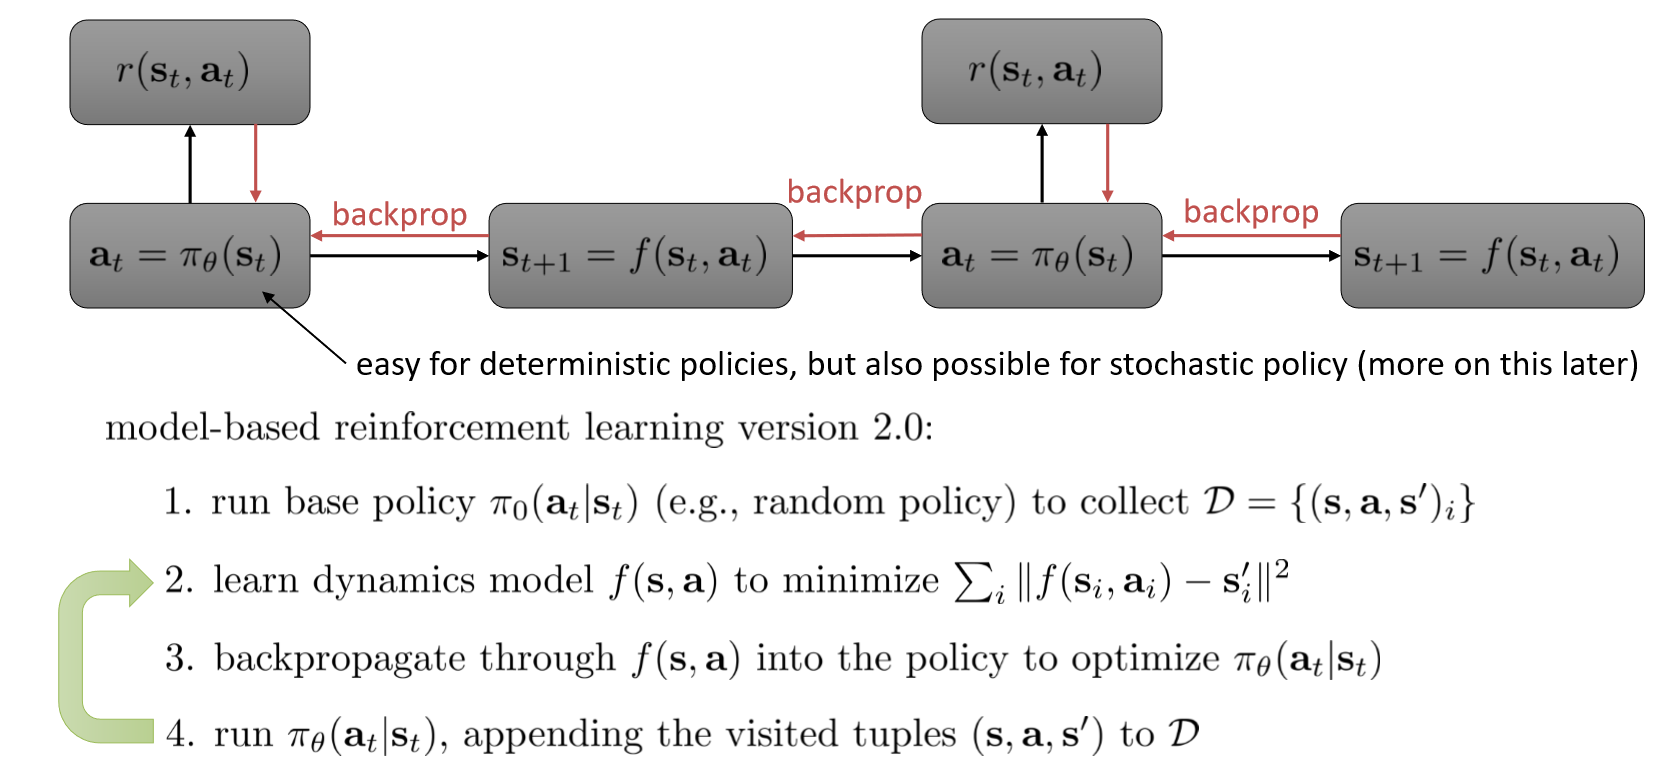 r(s_t, a_t)
r(s_t, a_t)
backprop
backprop
backprop
a_t = π_θ(s_t)
s_{t+1} = f(s_t, a_t)
a_t = π_θ(s_t)
s_{t+1} = f(s_t, a_t)
easy for deterministic policies, but also possible for stochastic policy (more on this later)
model-based reinforcement learning version 2.0:
1. run base policy π_0(a_t|s_t) (e.g., random policy) to collect 𝒟 = {(s, a, s′)_i}
2. learn dynamics model f(s, a) to minimize ∑_i ‖f(s_i, a_i) − s′_i‖²
3. backpropagate through f(s, a) into the policy to optimize π_θ(a_t|s_t)
4. run π_θ(a_t|s_t), appending the visited tuples (s, a, s′) to 𝒟